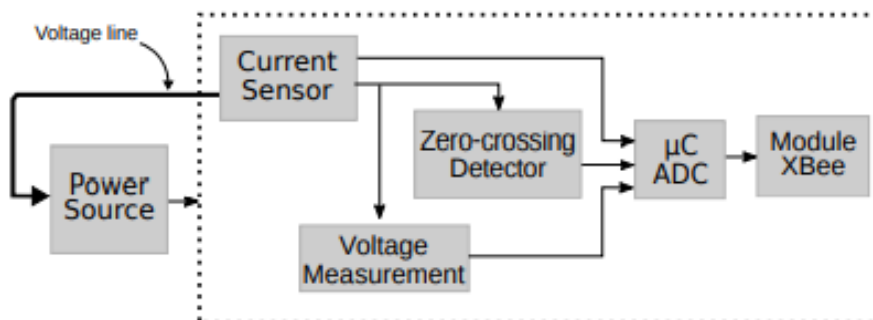 Voltage line
Current
Sensor
Zero-crossing
Detector
µC
ADC
Module
XBee
Power
Source
Voltage
Measurement